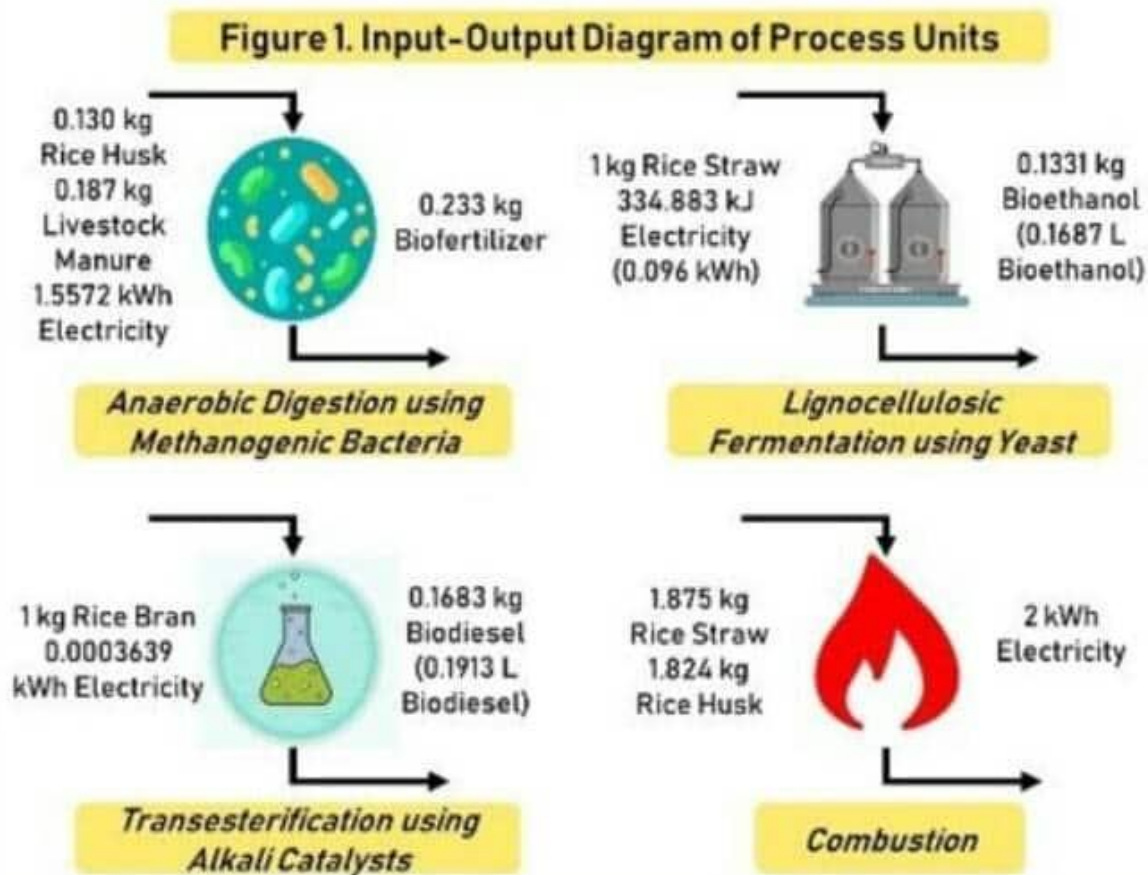 Figure 1. Input-Output Diagram of Process Units
0.130 kg
Rice Husk
0.187 kg
Livestock
Manure
1.5572 kWh
Electricity
0.233 kg
Biofertilizer
Anaerobic Digestion using
Methanogenic Bacteria
1 kg Rice Straw
334.883 kJ
Electricity
(0.096 kWh)
0.1331 kg
Bioethanol
(0.1687 L
Bioethanol)
Lignocellulosic
Fermentation using Yeast
1 kg Rice Bran
0.0003639
kWh Electricity
0.1683 kg
Biodiesel
(0.1913 L
Biodiesel)
Transesterification using
Alkali Catalysts
1.875 kg
Rice Straw
1.824 kg
Rice Husk
2 kWh
Electricity
Combustion